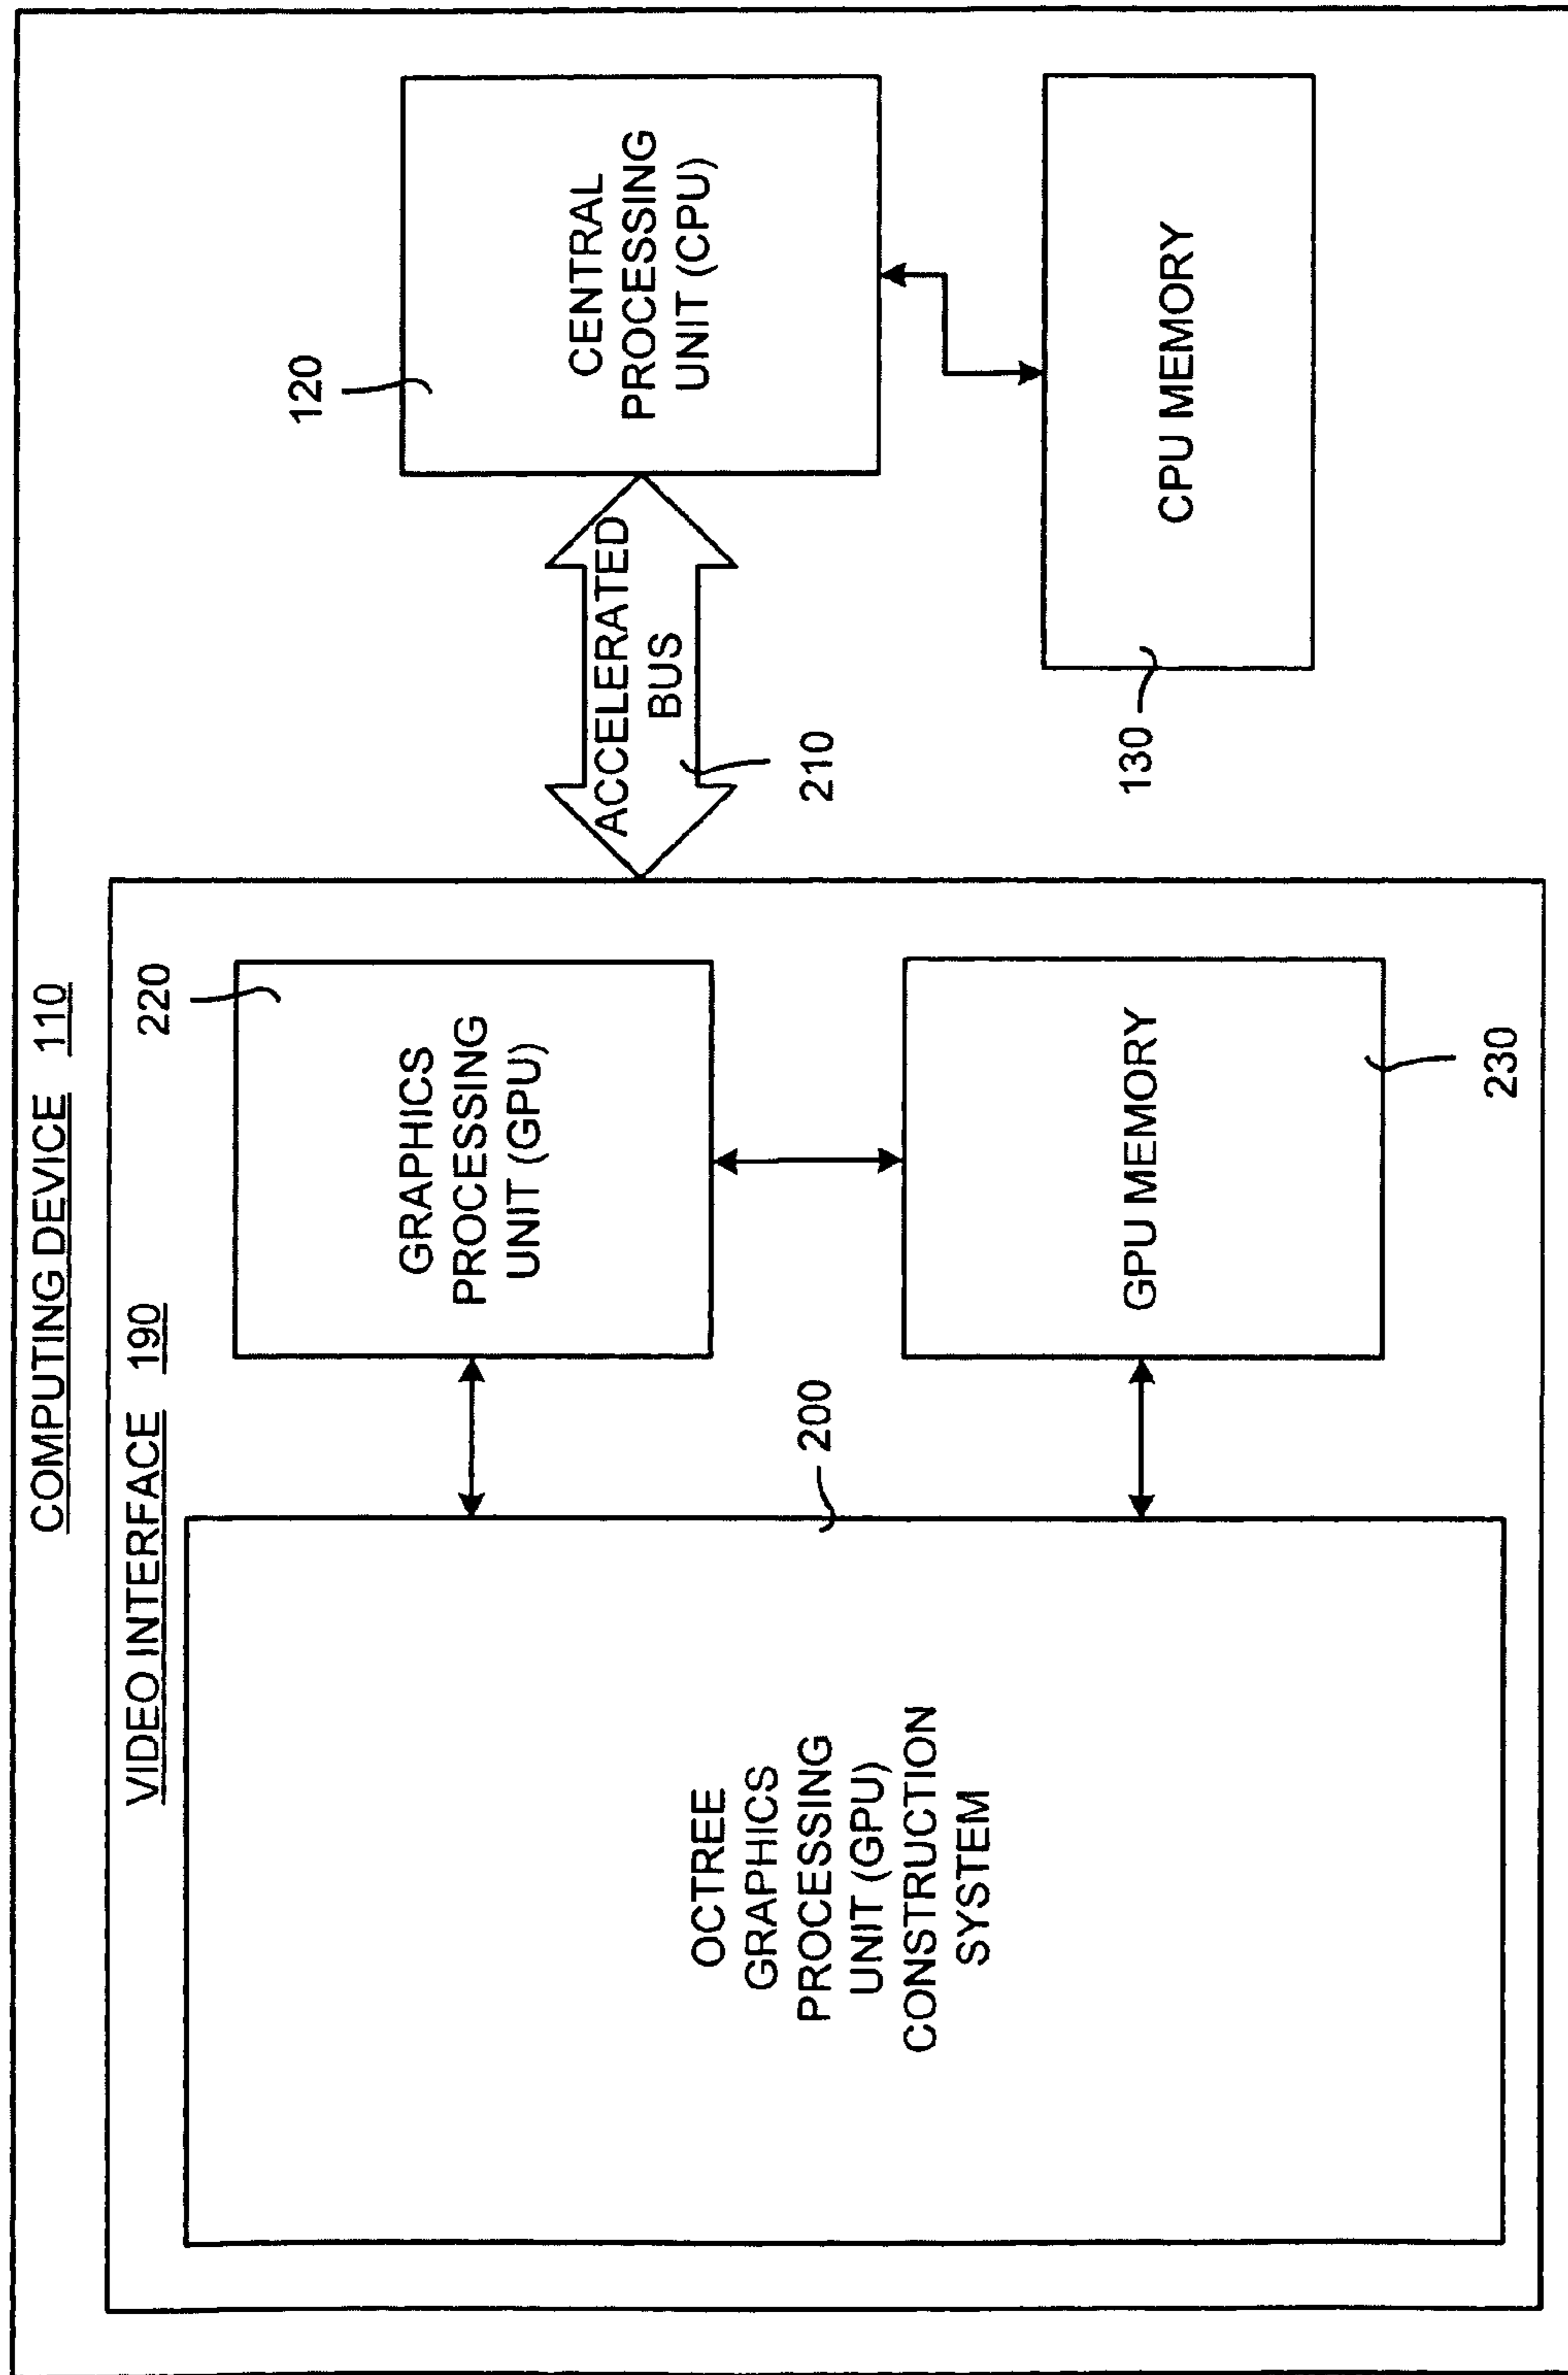 COMPUTING DEVICE 110
VIDEO INTERFACE 190
OCTREE
GRAPHICS
PROCESSING
UNIT (GPU)
CONSTRUCTION
SYSTEM
200
220
GRAPHICS
PROCESSING
UNIT (GPU)
GPU MEMORY
230
ACCELERATED
BUS
210
120
CENTRAL
PROCESSING
UNIT (CPU)
CPU MEMORY
130